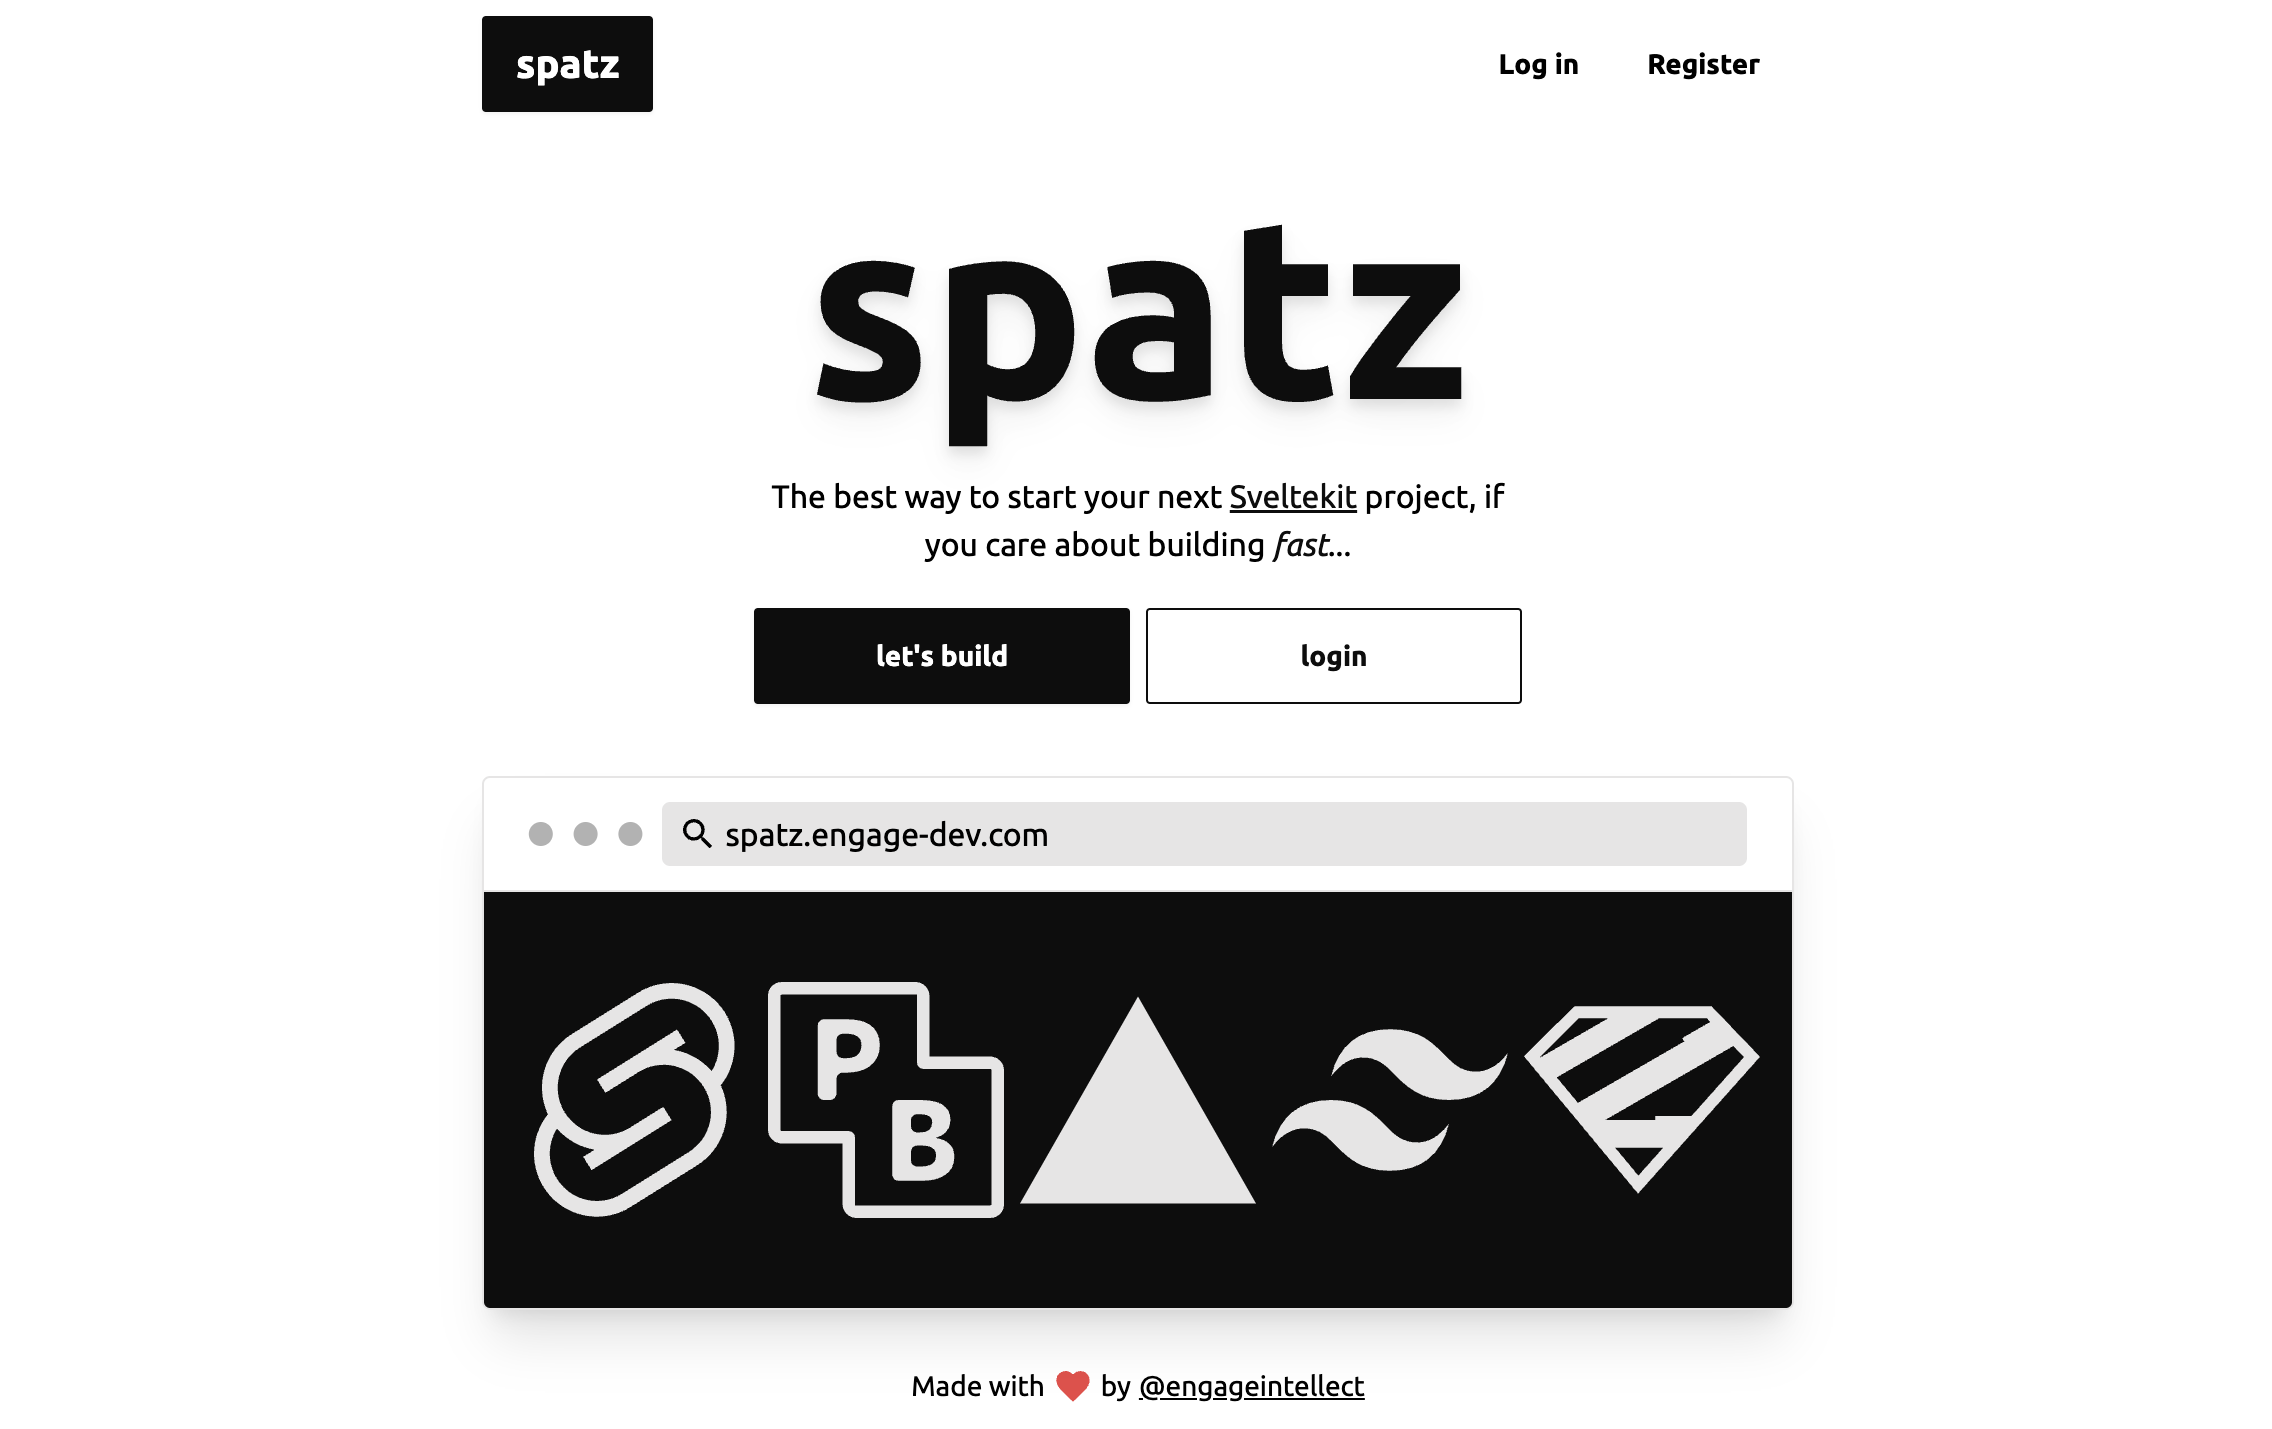 spatz
Log in
Register
spatz
The best way to start your next Sveltekit project, if
you care about building fast...
let's build
login
spatz.engage-dev.com
P
B
Made with
by @engageintellect